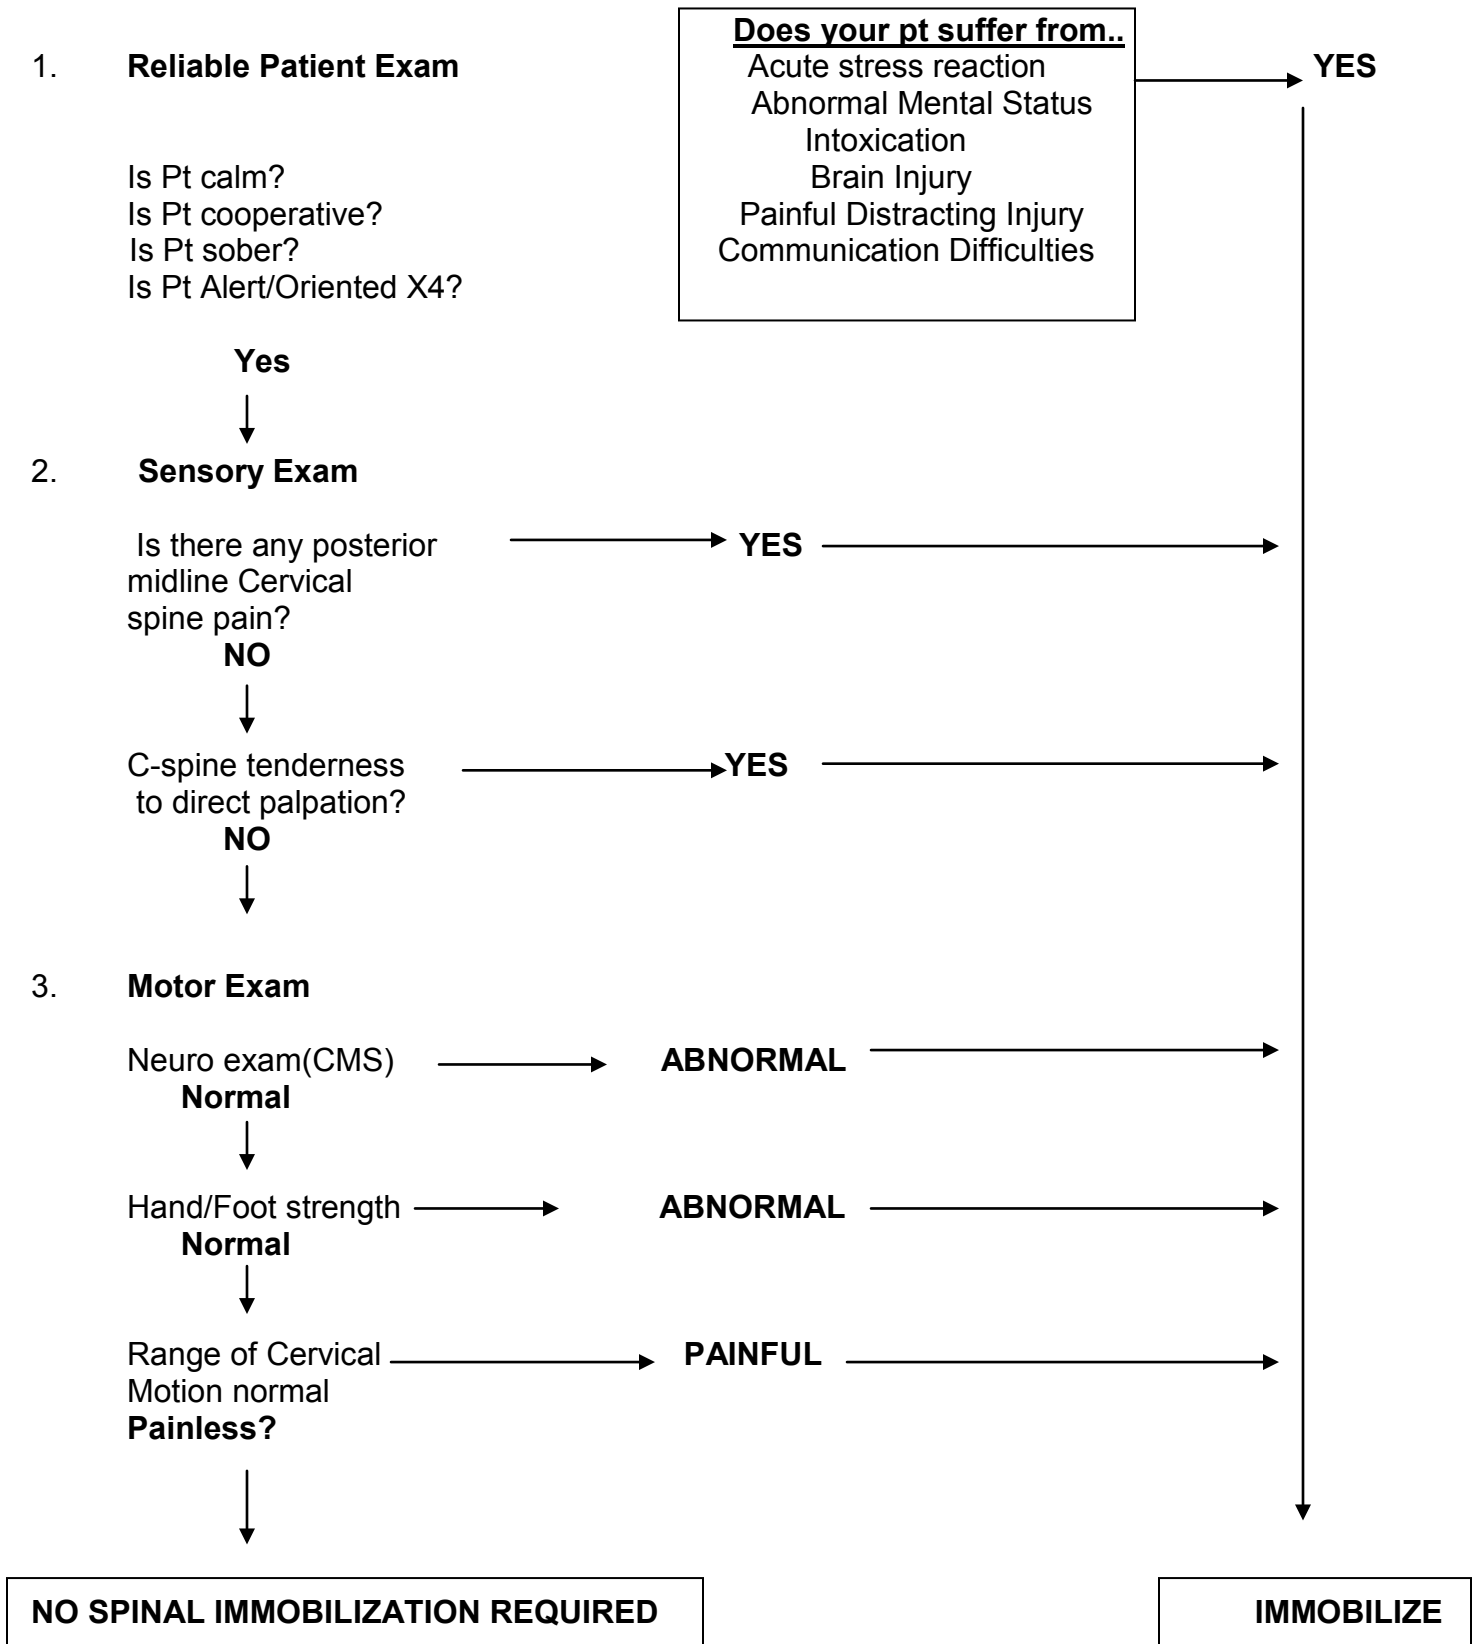 Does your pt suffer from..
1. Reliable Patient Exam
Acute stress reaction
YES
Abnormal Mental Status
Intoxication
Is Pt calm?
Brain Injury
Is Pt cooperative?
Painful Distracting Injury
Is Pt sober?
Communication Difficulties
Is Pt Alert/Oriented X4?
Yes
2. Sensory Exam
Is there any posterior
YES
midline Cervical
spine pain?
NO
C-spine tenderness
YES
to direct palpation?
NO
3. Motor Exam
Neuro exam(CMS)
ABNORMAL
Normal
Hand/Foot strength
ABNORMAL
Normal
Range of Cervical
PAINFUL
Motion normal
Painless?
NO SPINAL IMMOBILIZATION REQUIRED
IMMOBILIZE